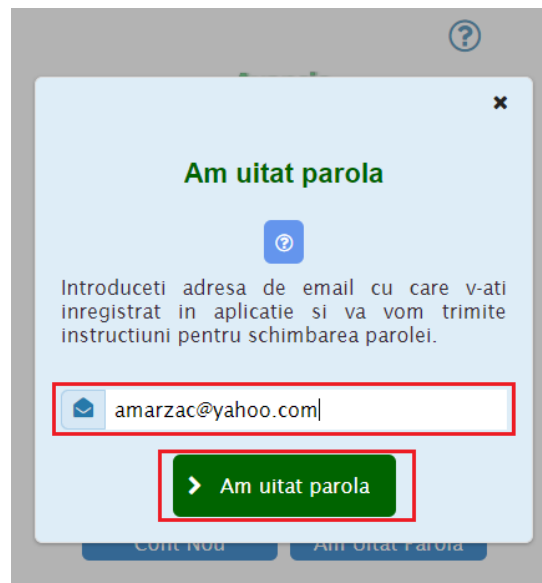 Am uitat parola
Introduceti adresa de email cu care v-ati
inregistrat in aplicatie si va vom trimite
instructiuni pentru schimbarea parolei.
amarzac@yahoo.com
Am uitat parola
Cont Nou Am Uitat Parola